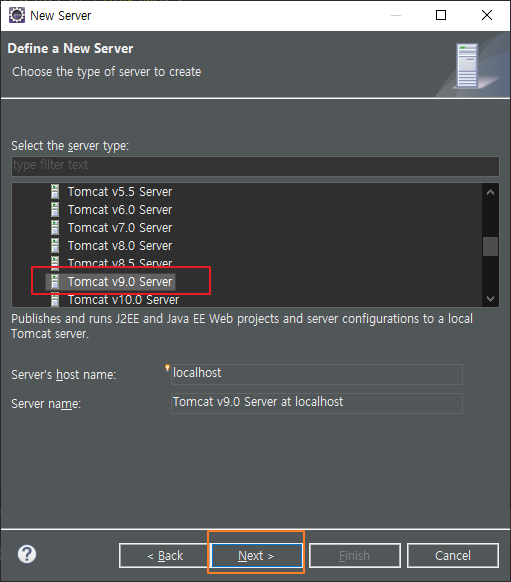 New Server
Define a New Server
Choose the type of server to create
Select the server type:
type filter text
Tomcat v5.5 Server
Tomcat v6.0 Server
Tomcat v7.0 Server
Tomcat v8.0 Server
Tomcat v8.5 Server
Tomcat v9.0 Server
Tomcat v10.0 Server
Publishes and runs J2EE and Java EE Web projects and server configurations to a local
Tomcat server.
Server's host name: localhost
Server name: Tomcat v9.0 Server at localhost
? < Back Next > Finish Cancel